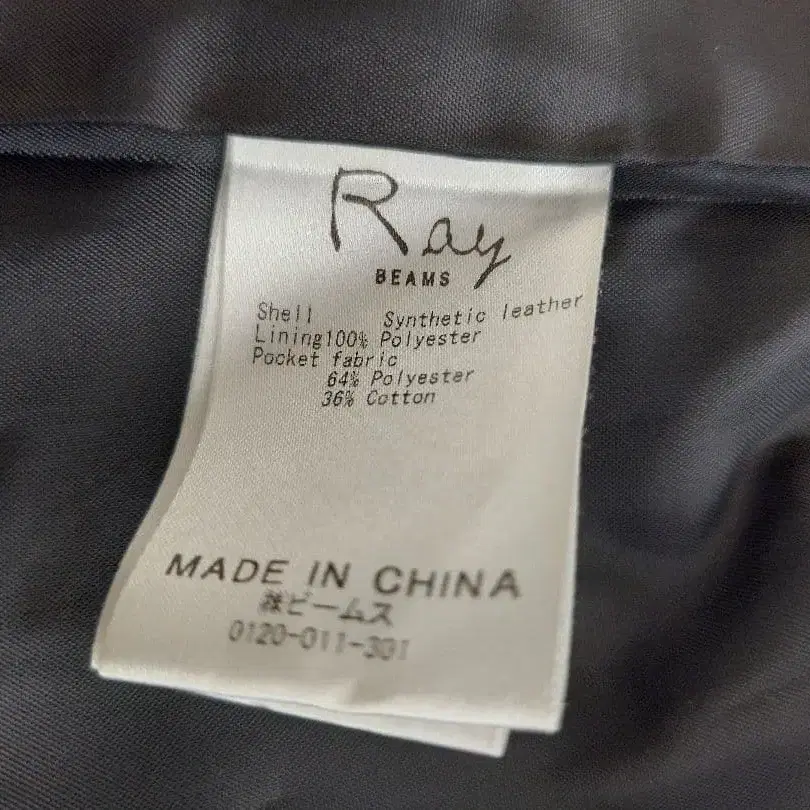 Ray
BEAMS
Shell Synthetic leather
Lining100% Polyester
Pocket fabric
64% Polyester
36% Cotton
MADE IN CHINA
㈱ビームス
0120-011-301